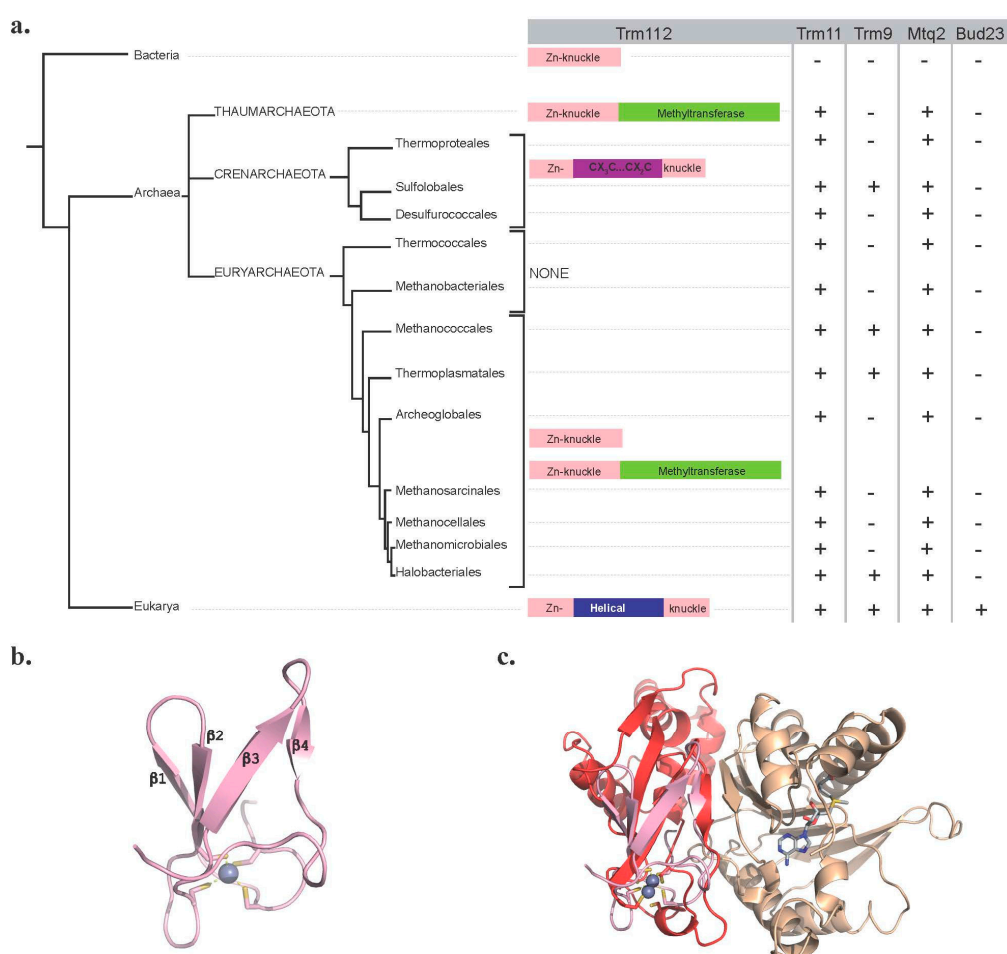 a.
Trm112 Trm11 Trm9 Mtq2 Bud23
Bacteria Zn-knuckle - - - -
THAUMARCHAEOTA Zn-knuckle Methyltransferase + - + -
Thermoproteales + - + -
CRENARCHAEOTA Zn- CX₂C...CX₂C knuckle
Archaea Sulfolobales + + + -
Desulfurococcales + - + -
Thermococcales + - + -
EURYARCHAEOTA NONE
Methanobacteriales + - + -
Methanococcales + + + -
Thermoplasmatales + + + -
Archeoglobales + - + -
Zn-knuckle
Zn-knuckle Methyltransferase
Methanosarcinales + - + -
Methanocellales + - + -
Methanomicrobiales + - + -
Halobacteriales + + + -
Eukarya Zn- Helical knuckle + + + +
b. c.
β2
β1 β3 β4